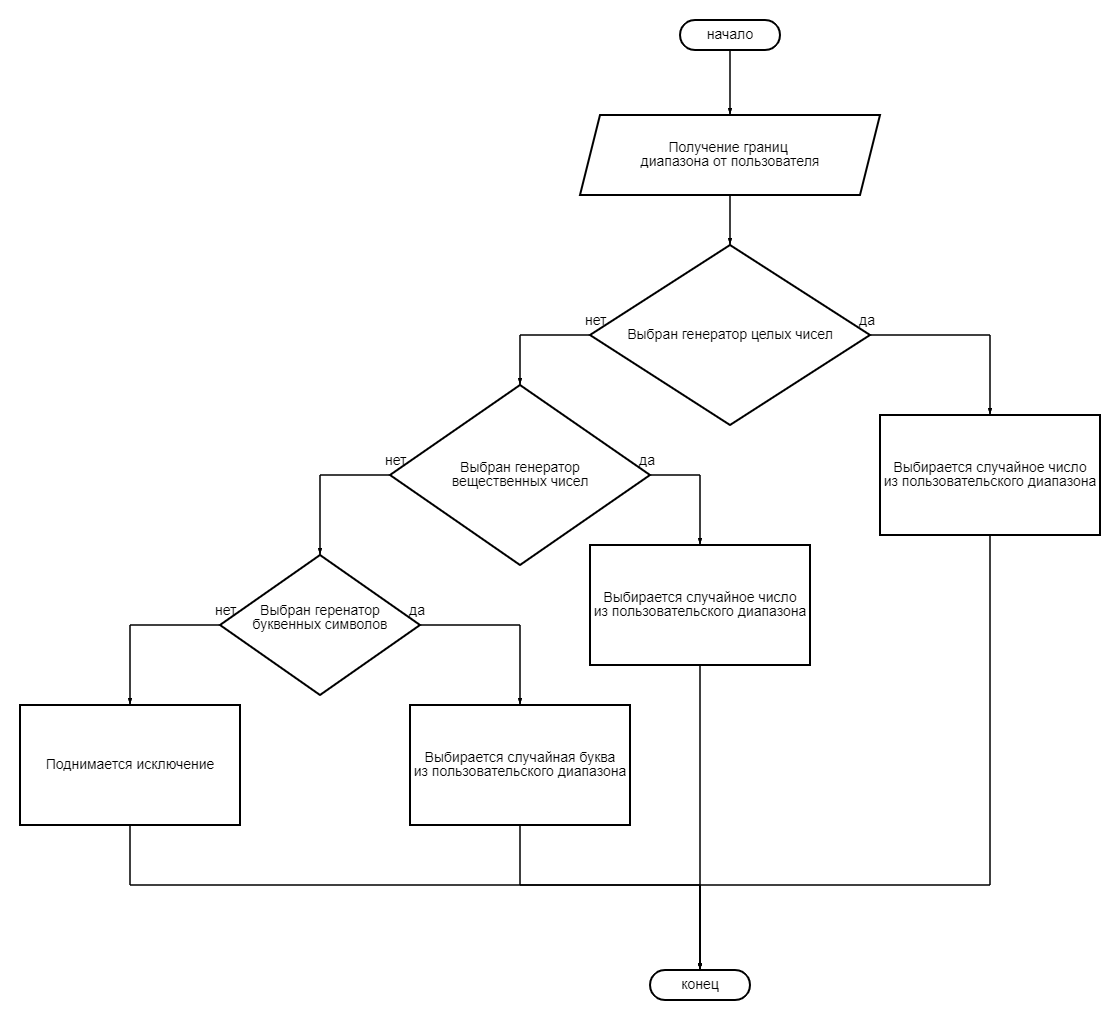 начало
Получение границ
диапазона от пользователя
нет
да
Выбран генератор целых чисел
нет
да
Выбран генератор
вещественных чисел
Выбирается случайное число
из пользовательского диапазона
нет
да
Выбран геренатор
буквенных символов
Выбирается случайное число
из пользовательского диапазона
Поднимается исключение
Выбирается случайная буква
из пользовательского диапазона
конец